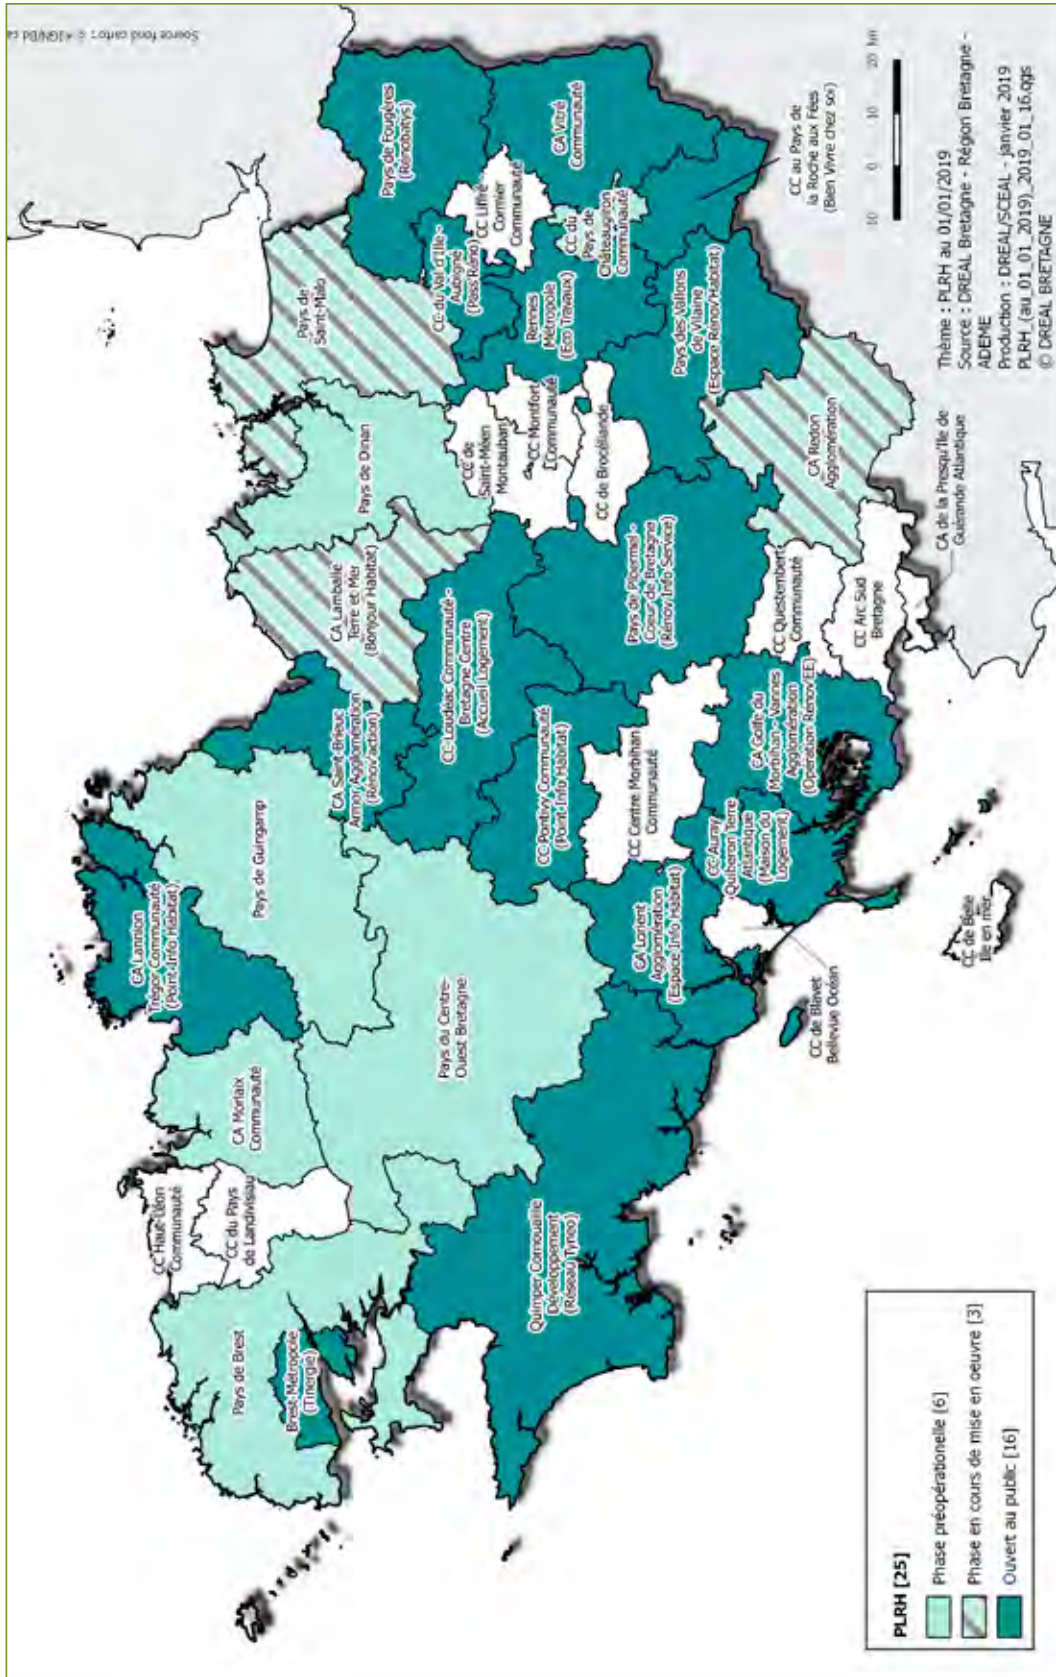 Source fond carto : © ®IGN/Bd ca
Pays de Fougères
(Rénobatys)
CA Vitré
Communauté
CC Liffré
Cormier
Communauté
CC du
Pays de
Châteaugiron
Communauté
CC au Pays de
la Roche aux Fées
(Bien Vivre chez soi)
CC du Val d'Ille -
Aubigné
(Pass'Réno)
Rennes
Métropole
(Eco Travaux)
Pays des Vallons
de Vilaine
(Espace Rénov'Habitat)
Pays de
Saint-Malo
Pays de Dinan
CC de
Saint-Méen
Montauban
CC Montfort
Communauté
CC de Brocéliande
CA Redon
Agglomération
CA Lamballe
Terre et Mer
(Bonjour Habitat)
CC Loudéac Communauté -
Bretagne Centre
(Accueil Logement)
Pays de Ploërmel -
Coeur de Bretagne
(Rénov Info Service)
CC Questembert
Communauté
CC Arc Sud
Bretagne
CA de la Presqu'île de
Guérande Atlantique
CA Saint-Brieuc
Armor Agglomération
(Rénov'action)
CC Pontivy Communauté
(Point-Info Habitat)
CC Centre Morbihan
Communauté
CA Golfe du
Morbihan - Vannes
Agglomération
(Opération Rénov'EE)
CC Auray
Quiberon Terre
Atlantique
(Maison du
Logement)
CA Lorient
Agglomération
(Espace Info Habitat)
CC de Blavet
Bellevue Océan
CC de Belle
Ile en mer
Pays de Guingamp
CA Lannion
Trégor Communauté
(Point-Info Habitat)
Pays du Centre-
Ouest Bretagne
CA Morlaix
Communauté
CC Haut-Léon
Communauté
CC du Pays
de Landivisiau
Pays de Brest
Brest Métropole
(Tinergie)
Quimper Cornouaille
Développement
(Réseau Tynéo)
10 0 10 20 km
Thème : PLRH au 01/01/2019
Source : DREAL Bretagne - Région Bretagne -
ADEME
Production : DREAL/SCEAL - janvier 2019
PLRH_(au_01_01_2019)_2019_01_16.qgs
© DREAL BRETAGNE
PLRH [25]
Phase préopérationelle [6]
Phase en cours de mise en oeuvre [3]
Ouvert au public [16]